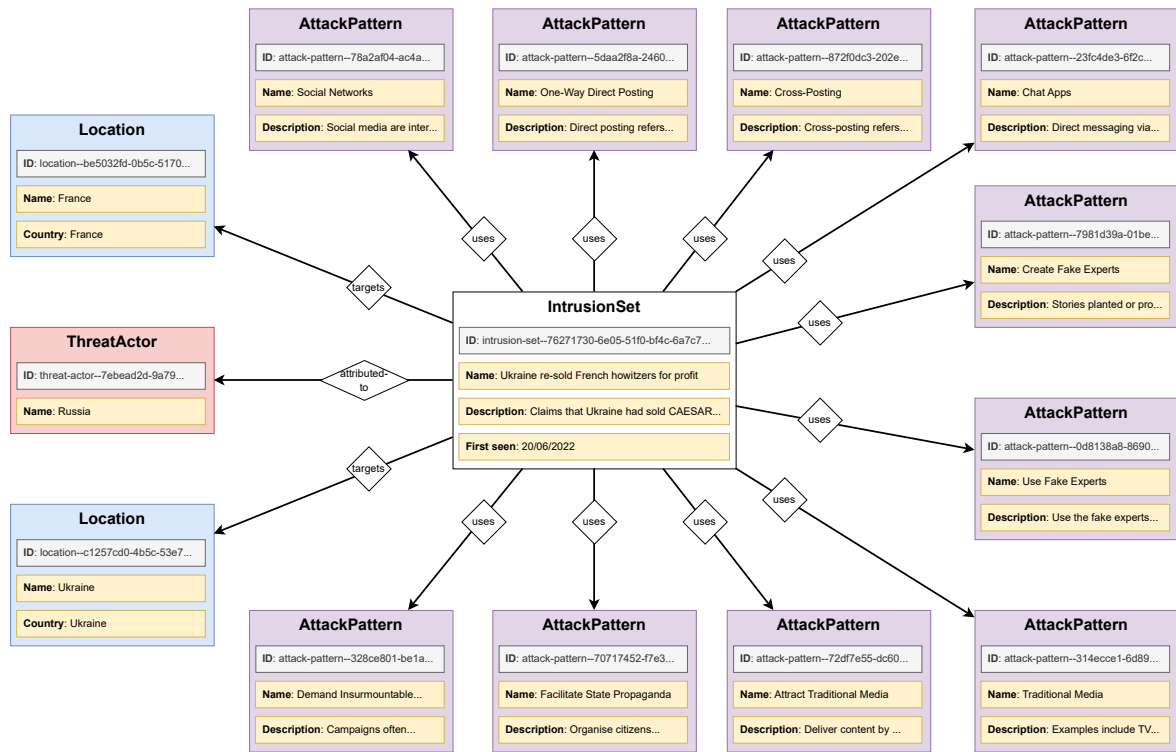 AttackPattern
ID: attack-pattern--78a2af04-ac4a...
Name: Social Networks
Description: Social media are inter...
AttackPattern
ID: attack-pattern--5daa2f8a-2460...
Name: One-Way Direct Posting
Description: Direct posting refers...
AttackPattern
ID: attack-pattern--872f0dc3-202e...
Name: Cross-Posting
Description: Cross-posting refers...
AttackPattern
ID: attack-pattern--23fc4de3-6f2c...
Name: Chat Apps
Description: Direct messaging via...
Location
ID: location--be5032fd-0b5c-5170...
Name: France
Country: France
AttackPattern
ID: attack-pattern--7981d39a-01be...
Name: Create Fake Experts
Description: Stories planted or pro...
uses
uses
uses
uses
targets
uses
IntrusionSet
ID: intrusion-set--76271730-6e05-51f0-bf4c-6a7c7...
Name: Ukraine re-sold French howitzers for profit
Description: Claims that Ukraine had sold CAESAR...
First seen: 20/06/2022
ThreatActor
ID: threat-actor--7ebead2d-9a79...
Name: Russia
attributed-
to
uses
AttackPattern
ID: attack-pattern--0d8138a8-8690...
Name: Use Fake Experts
Description: Use the fake experts...
targets
uses
uses
uses
uses
Location
ID: location--c1257cd0-4b5c-53e7...
Name: Ukraine
Country: Ukraine
AttackPattern
ID: attack-pattern--328ce801-be1a...
Name: Demand Insurmountable...
Description: Campaigns often...
AttackPattern
ID: attack-pattern--70717452-f7e3...
Name: Facilitate State Propaganda
Description: Organise citizens...
AttackPattern
ID: attack-pattern--72df7e55-dc60...
Name: Attract Traditional Media
Description: Deliver content by ...
AttackPattern
ID: attack-pattern--314ecce1-6d89...
Name: Traditional Media
Description: Examples include TV...